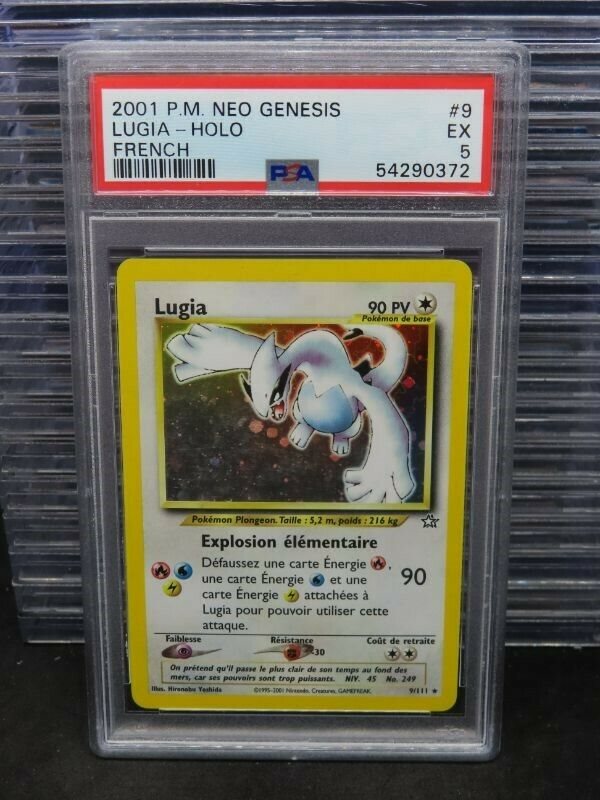 2001 P.M. NEO GENESIS #9
LUGIA – HOLO EX
FRENCH 5
PSA 54290372
Lugia 90 PV
Pokémon de base
Pokémon Plongeon. Taille : 5,2 m, poids : 216 kg
Explosion élémentaire
Défaussez une carte Énergie ,
une carte Énergie et une
carte Énergie attachées à
Lugia pour pouvoir utiliser cette
attaque.
90
Faiblesse Résistance Coût de retraite
-30
On prétend qu'il passe le plus clair de son temps au fond des
mers, car ses pouvoirs sont trop puissants. NIV. 45 No. 249
Illus. Hironobu Yoshida ©1995-2001 Nintendo, Creatures, GAMEFREAK. 9/111 ★